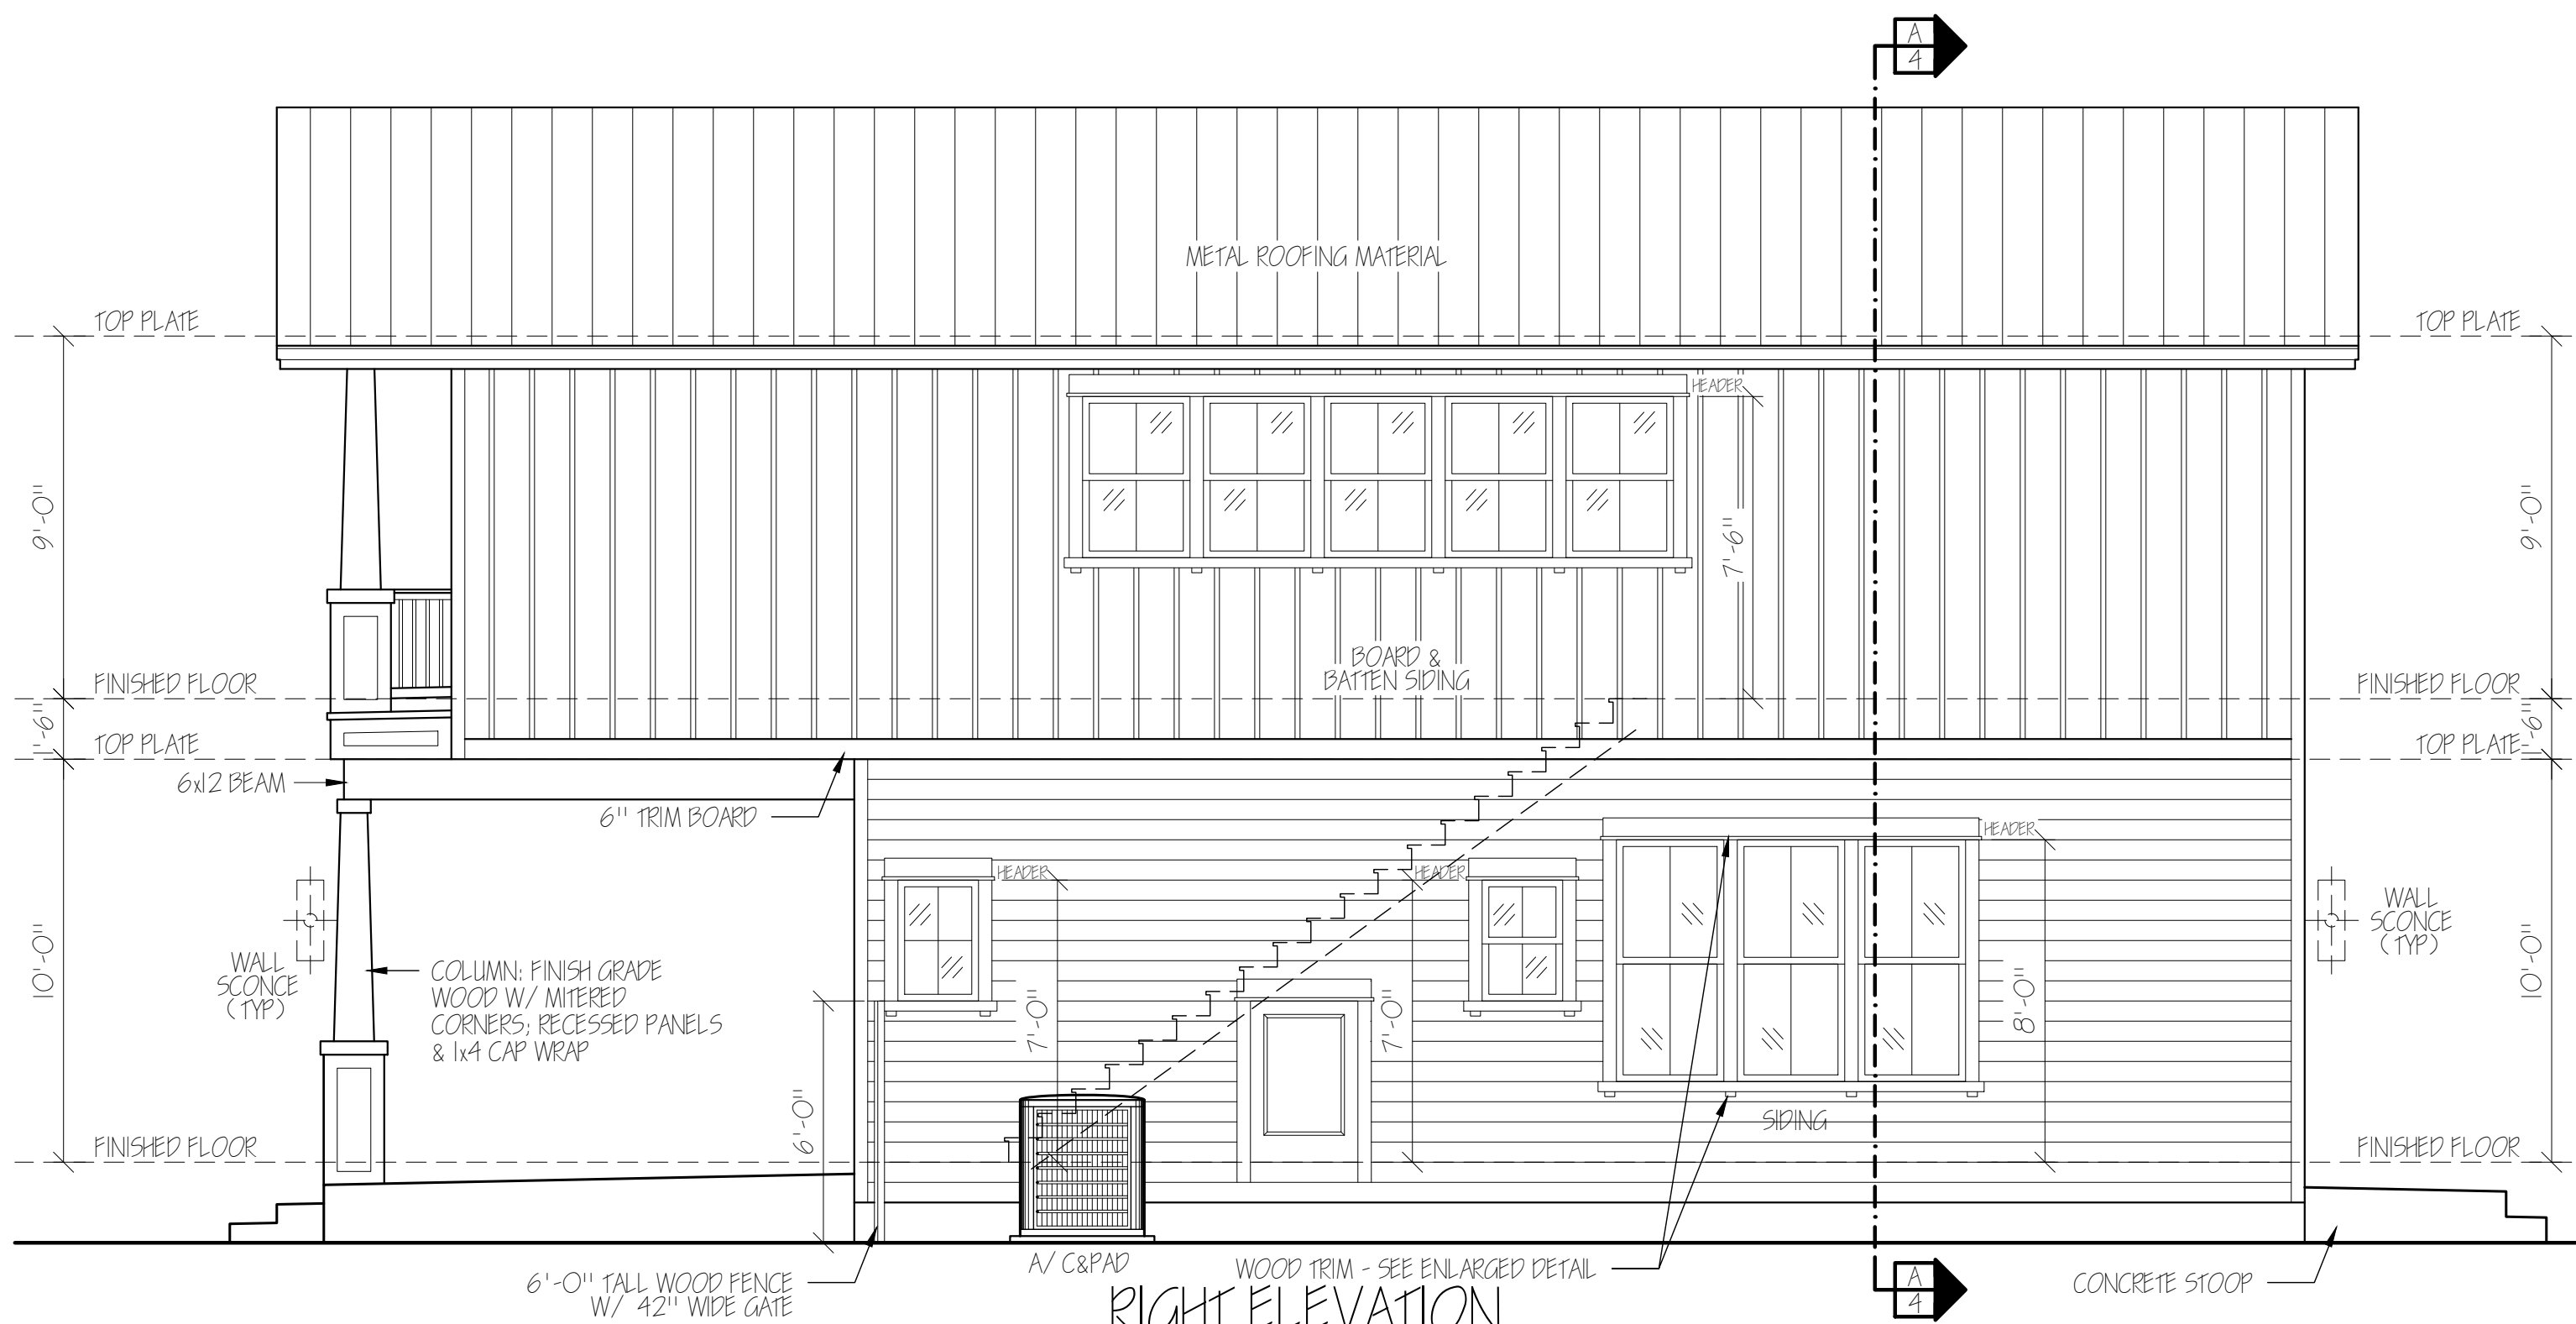 A
4
METAL ROOFING MATERIAL
TOP PLATE
TOP PLATE
HEADER
9'-0"
7'-6"
9'-0"
BOARD &
BATTEN SIDING
FINISHED FLOOR
FINISHED FLOOR
TOP PLATE
TOP PLATE
6x12 BEAM
6" TRIM BOARD
HEADER
HEADER
HEADER
WALL
SCONCE
(TYP)
WALL
SCONCE
(TYP)
10'-0"
COLUMN: FINISH GRADE
WOOD W/ MITERED
CORNERS; RECESSED PANELS
& 1x4 CAP WRAP
7'-0"
7'-0"
8'-0"
10'-0"
6'-0"
SIDING
FINISHED FLOOR
FINISHED FLOOR
A/C&PAD
WOOD TRIM - SEE ENLARGED DETAIL
6'-0" TALL WOOD FENCE
W/ 42" WIDE GATE
CONCRETE STOOP
A
4
RIGHT ELEVATION